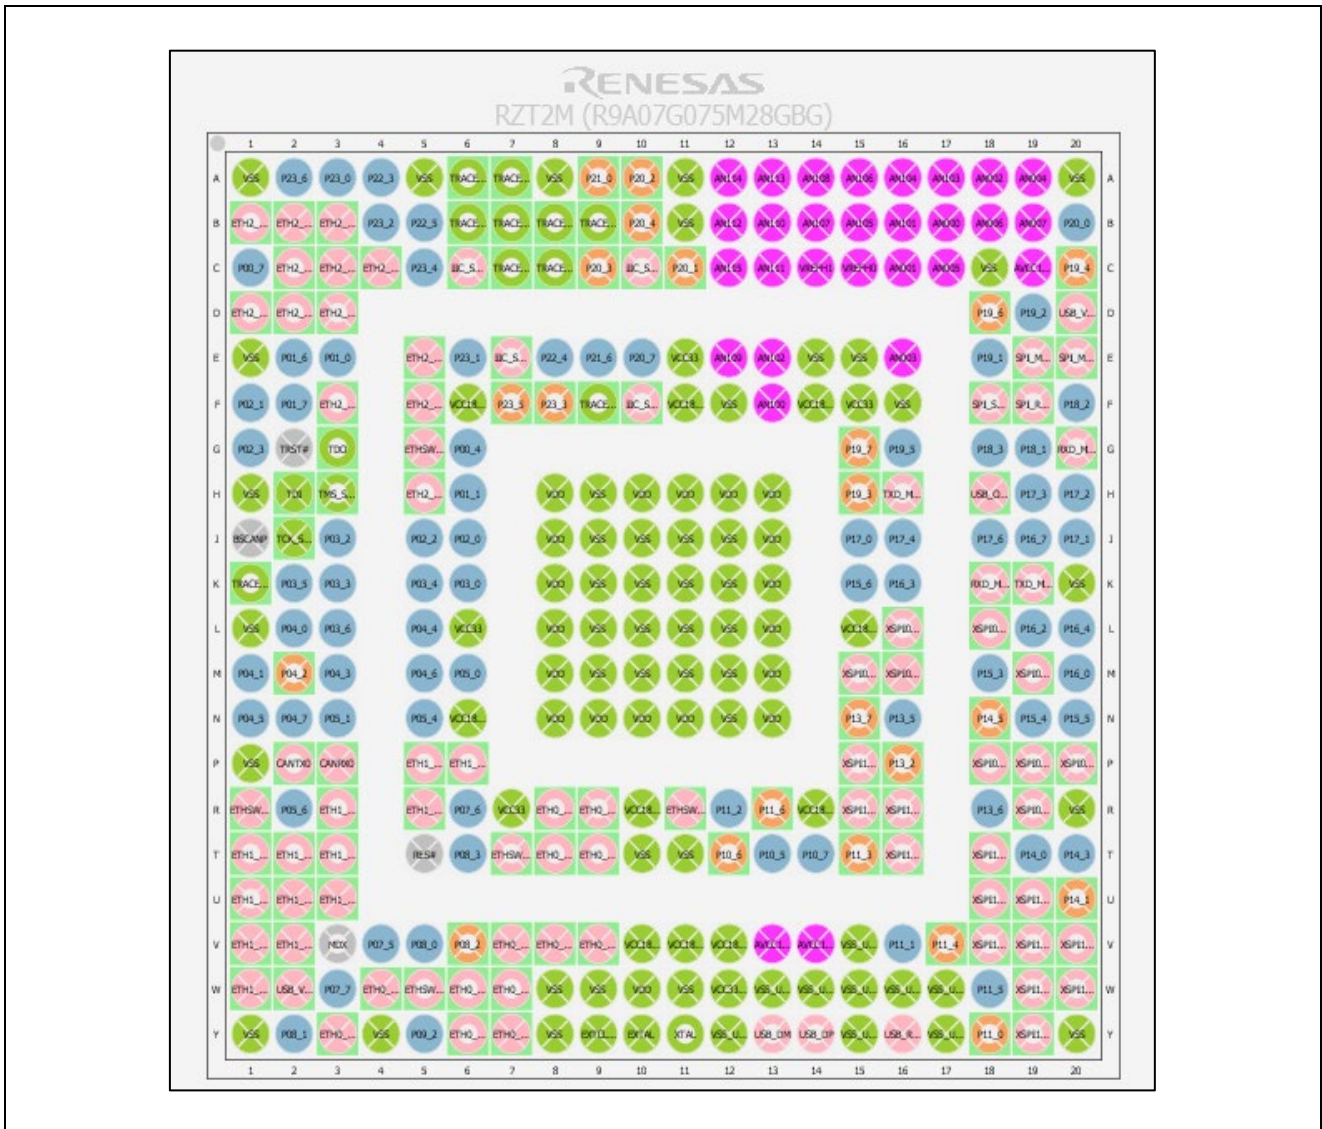 RENESAS
RZT2M (R9A07G075M28GBG)
1 2 3 4 5 6 7 8 9 10 11 12 13 14 15 16 17 18 19 20
A VSS P23_6 P23_0 P22_3 VSS TRACE... TRACE... VSS P21_0 P20_2 VSS AN104 AN113 AN108 AN106 AN104 AN103 AN002 AN004 VSS A
B ETH2_... ETH2_... ETH2_... P23_2 P22_5 TRACE... TRACE... TRACE... TRACE... P20_4 VSS AN112 AN110 AN107 AN105 AN101 AN000 AN006 AN007 P20_0 B
C P00_7 ETH2_... ETH2_... ETH2_... P23_4 IIC_S... TRACE... TRACE... P20_3 IIC_S... P20_1 AN115 AN111 VREFH1 VREFH0 AN001 AN005 VSS AVCC1... P19_4 C
D ETH2_... ETH2_... ETH2_... P19_6 P19_2 USB_V... D
E VSS P01_6 P01_0 ETH2_... P23_1 IIC_S... P22_4 P21_6 P20_7 VCC33 AN109 AN102 VSS VSS AN003 P19_1 SPI_M... SPI_M... E
F P02_1 P01_7 ETH2_... ETH2_... VCC18... P23_5 P23_3 TRACE... IIC_S... VCC18... VSS AN100 VCC18... VCC33 VSS SPI_S... SPI_R... P18_2 F
G P02_3 TRST# TDO ETHSW... P00_4 P19_7 P19_5 P18_3 P18_1 RXD_M... G
H VSS TDI TMS_S... ETH2_... P01_1 VDD VSS VDD VDD VDD VDD P19_3 TXD_M... USB_O... P17_3 P17_2 H
J BSCANP TCK_S... P03_2 P02_2 P02_0 VDD VSS VSS VSS VSS VDD P17_0 P17_4 P17_6 P16_7 P17_1 J
K TRACE... P03_5 P03_3 P03_4 P03_0 VDD VSS VSS VSS VSS VDD P15_6 P16_3 RXD_M... TXD_M... VSS K
L VSS P04_0 P03_6 P04_4 VCC33 VDD VSS VSS VSS VSS VDD VCC18... XSPI0... XSPI0... P16_2 P16_4 L
M P04_1 P04_2 P04_3 P04_6 P05_0 VDD VSS VSS VSS VSS VDD XSPI0... XSPI0... P15_3 XSPI0... P16_0 M
N P04_5 P04_7 P05_1 P05_4 VCC18... VDD VDD VDD VDD VSS VDD P13_7 P13_5 P14_5 P15_4 P15_5 N
P VSS CANTX0 CANRX0 ETH1_... ETH1_... XSPI1... P13_2 XSPI0... XSPI0... XSPI0... P
R ETHSW... P05_6 ETH1_... ETH1_... P07_6 VCC33 ETH0_... ETH0_... VCC18... ETHSW... P11_2 P11_6 VCC18... XSPI1... XSPI1... P13_6 XSPI0... VSS R
T ETH1_... ETH1_... ETH1_... RES# P08_3 ETHSW... ETH0_... ETH0_... VSS VSS P10_6 P10_5 P10_7 P11_3 XSPI1... XSPI1... P14_0 P14_3 T
U ETH1_... ETH1_... ETH1_... XSPI1... XSPI1... P14_1 U
V ETH1_... ETH1_... MDX P07_5 P08_0 P08_2 ETH0_... ETH0_... ETH0_... VCC18... VCC18... VCC18... AVCC1... AVCC1... VSS_U... P11_1 P11_4 XSPI1... XSPI1... XSPI1... V
W ETH1_... USB_V... P07_7 ETH0_... ETHSW... ETH0_... ETH0_... VSS VSS VDD VSS VCC33... VSS_U... VSS_U... VSS_U... VSS_U... VSS_U... P11_5 XSPI1... XSPI1... W
Y VSS P08_1 ETH0_... VSS P09_2 ETH0_... ETH0_... VSS EXTCL... EXTAL XTAL VSS_U... USB_DM USB_DP VSS_U... USB_R... VSS_U... P11_0 XSPI1... VSS Y
1 2 3 4 5 6 7 8 9 10 11 12 13 14 15 16 17 18 19 20